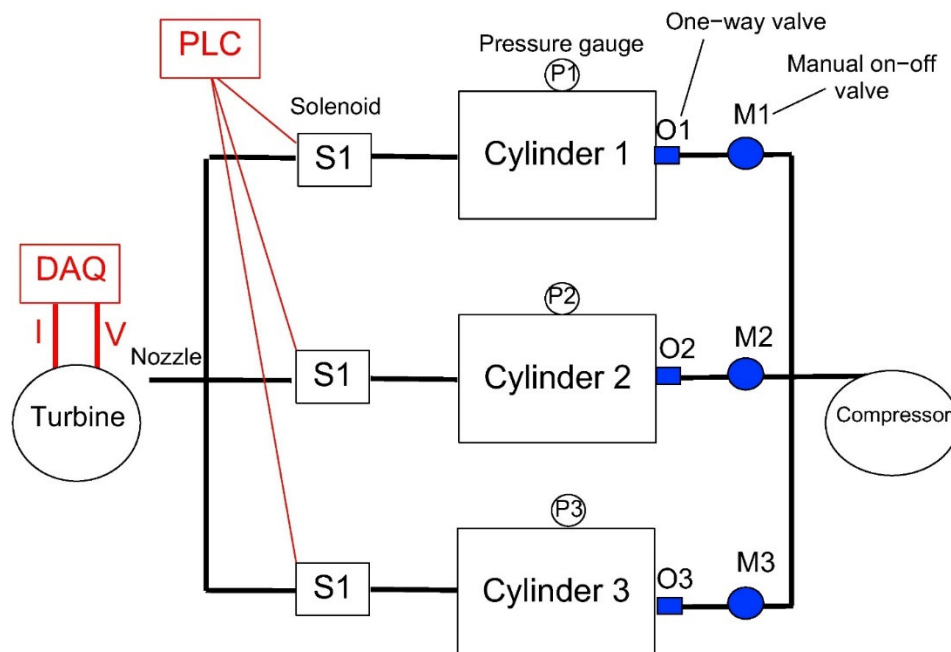 PLC
Pressure gauge
One-way valve
P1
Manual on-off
valve
Solenoid
S1
Cylinder 1
O1
M1
DAQ
I
V
Nozzle
Turbine
P2
S1
Cylinder 2
O2
M2
Compressor
P3
S1
Cylinder 3
O3
M3